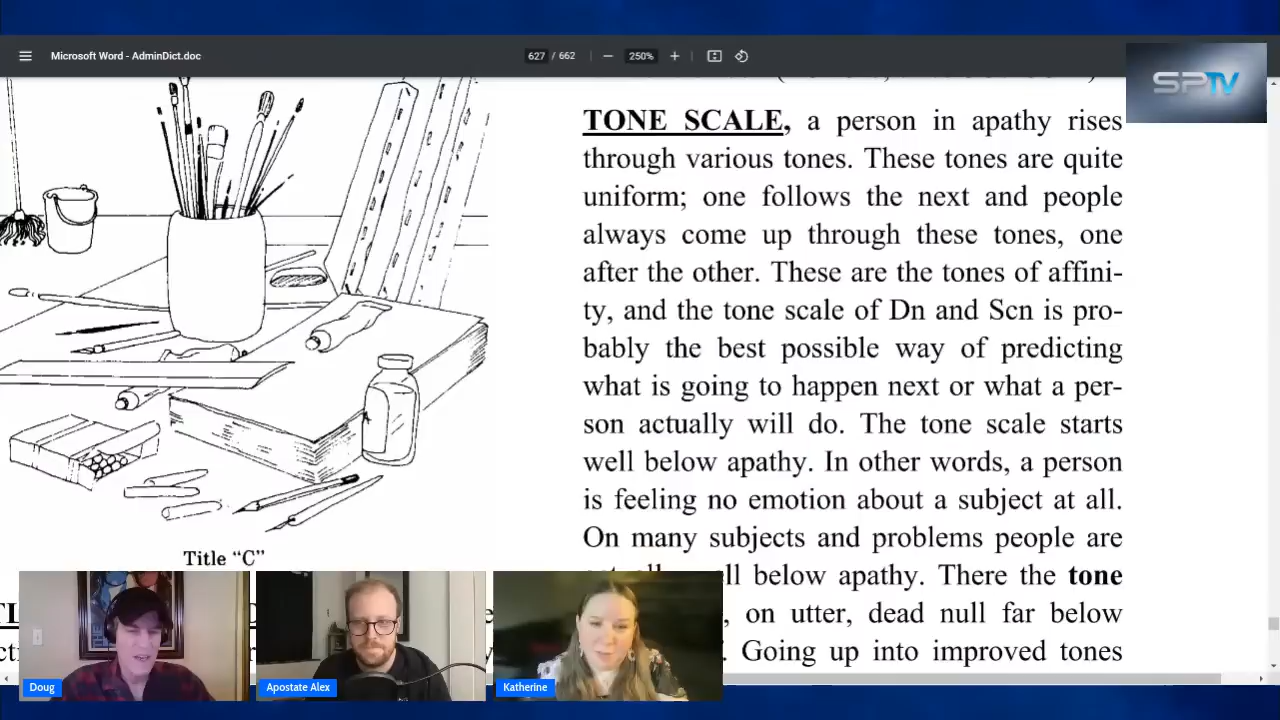 Microsoft Word - AdminDict.doc
627 / 662
250%
SPTV
TONE SCALE, a person in apathy rises
through various tones. These tones are quite
uniform; one follows the next and people
always come up through these tones, one
after the other. These are the tones of affini-
ty, and the tone scale of Dn and Scn is pro-
bably the best possible way of predicting
what is going to happen next or what a per-
son actually will do. The tone scale starts
well below apathy. In other words, a person
is feeling no emotion about a subject at all.
On many subjects and problems people are
below apathy. There the tone
, on utter, dead null far below
. Going up into improved tones
Title “C”
Doug
Apostate Alex
Katherine